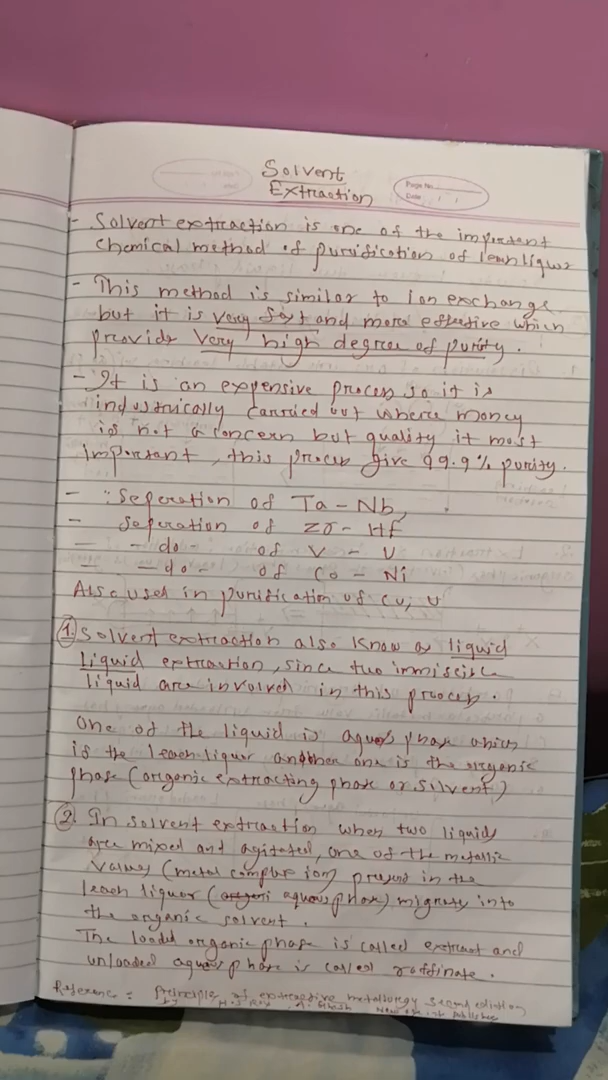 Solvent
Extraction
Page No.
Date / /
- Solvent extraction is one of the important
chemical method of purification of leach liquor
- This method is similar to ion exchange
but it is very fast and more effective which
provide very high degree of purity.
- It is an expensive process so it is
industrically carried out where money
is not a concern but quality it most
important, this process give 99.9% purity.
- : Seperation of Ta - Nb,
- Seperation of Zr - Hf
- - do - of V - U
- - do - of Co - Ni
Also used in purification of Cu, U
1. Solvent extraction also know as liquid
liquid extraction, since two immiscible
liquid are involved in this process.
One of the liquid is aques phase which
is the leach liquor another one is the organic
phase (organic extracting phase or solvent)
2. In solvent extraction when two liquid
are mixed and agitated, one of the metallic
values (metal complex ion) present in the
leach liquor (aqueous phase) migrates into
the organic solvent.
The loaded organic phase is called extract and
unloaded aqueous phase is called raffinate.
Reference : Principle of extractive metallurgy second edition
by H.S Ray, A. Ghosh New age publisher